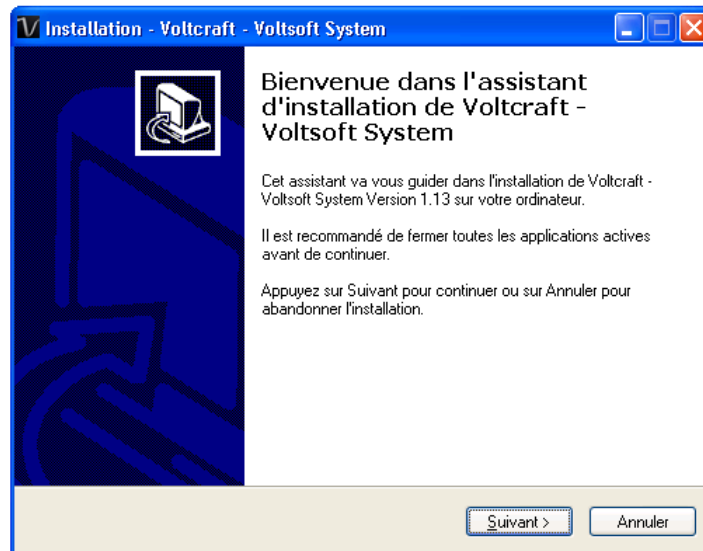 Installation - Voltcraft - Voltsoft System
Bienvenue dans l'assistant
d'installation de Voltcraft -
Voltsoft System
Cet assistant va vous guider dans l'installation de Voltcraft -
Voltsoft System Version 1.13 sur votre ordinateur.
Il est recommandé de fermer toutes les applications actives
avant de continuer.
Appuyez sur Suivant pour continuer ou sur Annuler pour
abandonner l'installation.
Suivant > Annuler